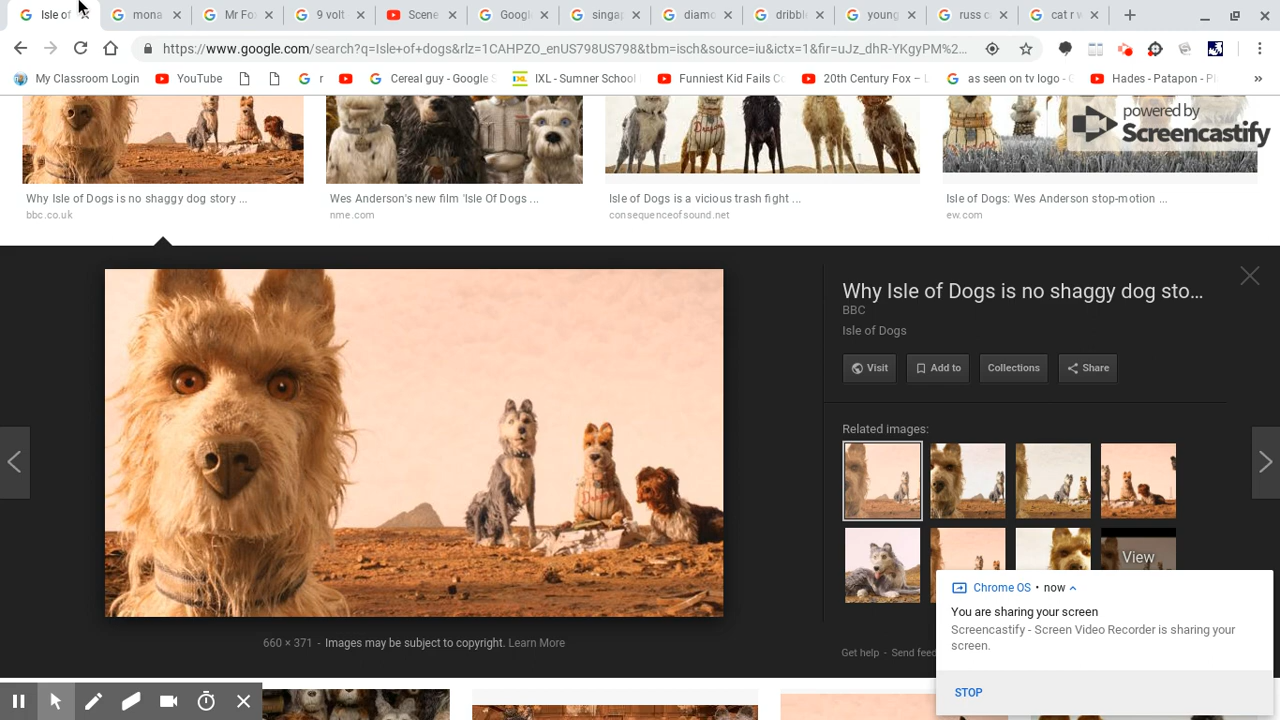 Isle of
mona
Mr Fo
9 volt
Scene
Googl
singap
diamo
dribble
young
russ c
cat r w
https://www.google.com/search?q=Isle+of+dogs&rlz=1CAHPZO_enUS798US798&tbm=isch&source=iu&ictx=1&fir=uJz_dhR-YKgyPM%2...
My Classroom Login
YouTube
r
Cereal guy - Google S
IXL - Sumner School
Funniest Kid Fails C
20th Century Fox – L
as seen on tv logo - G
Hades - Patapon - P
»
powered by
Screencastify
Why Isle of Dogs is no shaggy dog story ...
bbc.co.uk
Wes Anderson's new film 'Isle Of Dogs ...
nme.com
Isle of Dogs is a vicious trash fight ...
consequenceofsound.net
Isle of Dogs: Wes Anderson stop-motion ...
ew.com
Why Isle of Dogs is no shaggy dog sto...
BBC
Isle of Dogs
Visit
Add to
Collections
Share
Related images:
View
660 × 371 - Images may be subject to copyright. Learn More
Get help - Send feed
Chrome OS • now
You are sharing your screen
Screencastify - Screen Video Recorder is sharing your
screen.
STOP